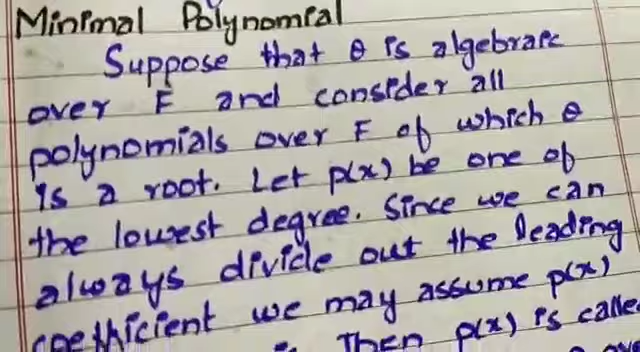 Minimal Polynomial
Suppose that θ is algebraic
over F and consider all
polynomials over F of which θ
is a root. Let p(x) be one of
the lowest degree. Since we can
always divide out the leading
coefficient we may assume p(x)
Then p(x) is called